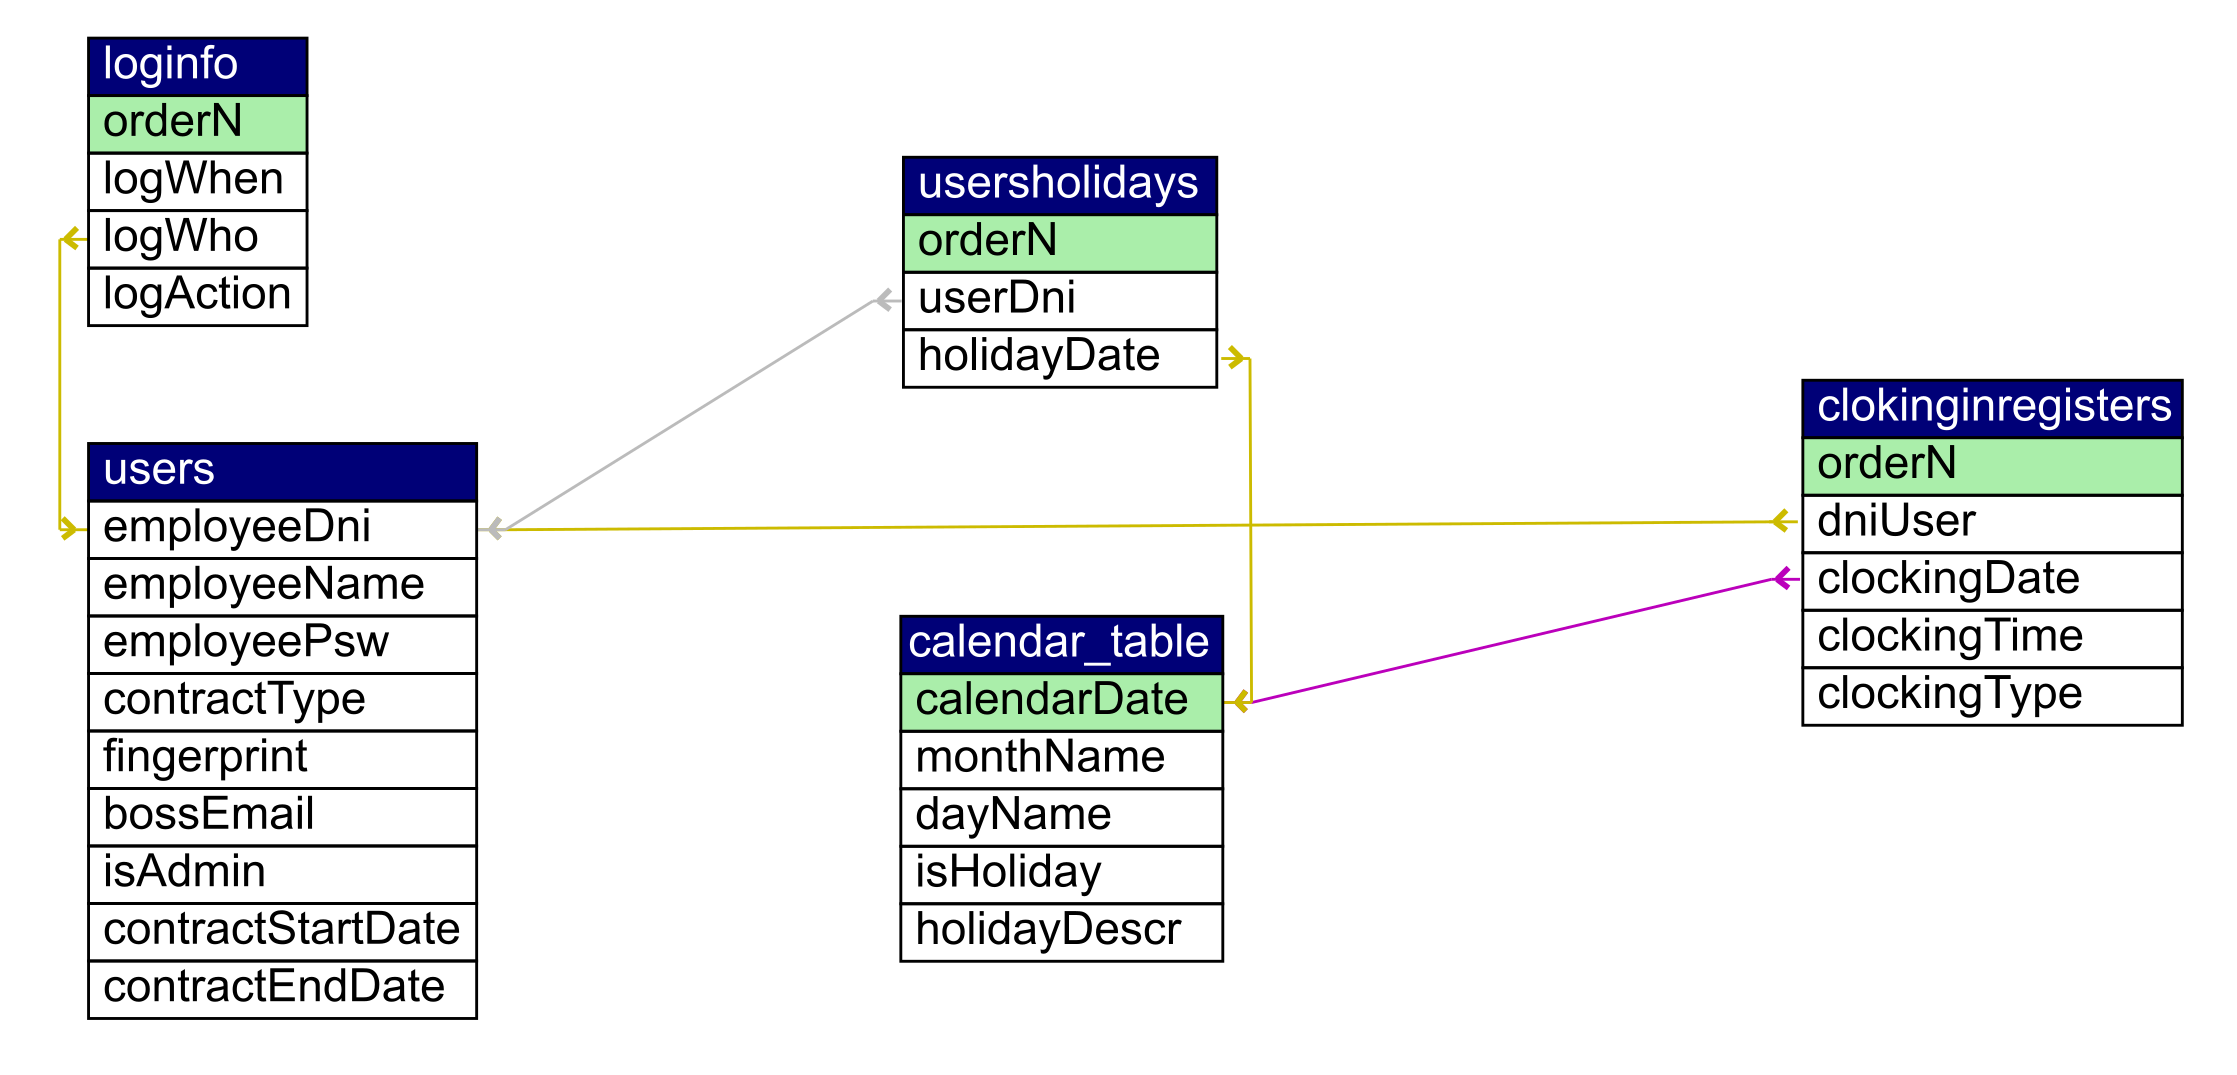 loginfo
orderN
logWhen
logWho
logAction
users
employeeDni
employeeName
employeePsw
contractType
fingerprint
bossEmail
isAdmin
contractStartDate
contractEndDate
usersholidays
orderN
userDni
holidayDate
calendar_table
calendarDate
monthName
dayName
isHoliday
holidayDescr
clokinginregisters
orderN
dniUser
clockingDate
clockingTime
clockingType